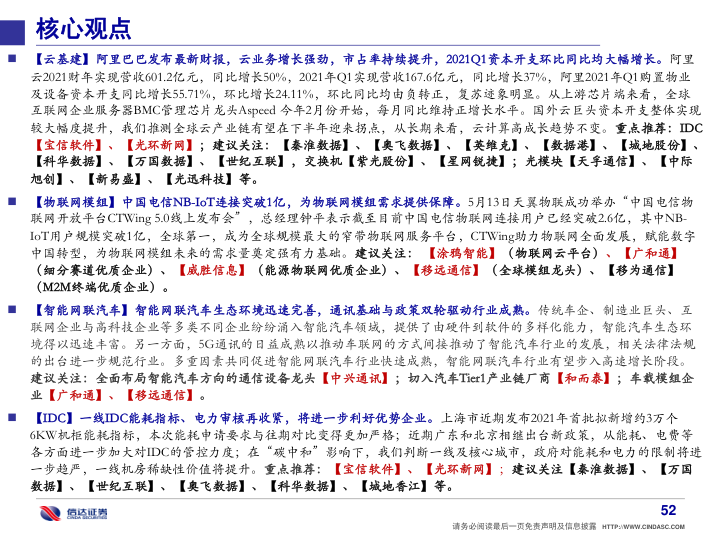 核心观点
【云基建】阿里巴巴发布最新财报，云业务增长强劲，市占率持续提升，2021Q1资本开支环比同比均大幅增长。阿里
云2021财年实现营收601.2亿元，同比增长50%，2021年Q1实现营收167.6亿元，同比增长37%，阿里2021年Q1购置物业
及设备资本开支同比增长55.71%，环比增长24.11%，环比同比均由负转正，复苏迹象明显。从上游芯片端来看，全球
互联网企业服务器BMC管理芯片龙头Aspeed 今年2月份开始，每月同比维持正增长水平。国外云巨头资本开支整体实现
较大幅度提升，我们推测全球云产业链有望在下半年迎来拐点，从长期来看，云计算高成长趋势不变。重点推荐：IDC
【宝信软件】、【光环新网】；建议关注：【秦淮数据】、【奥飞数据】、【英维克】、【数据港】、【城地股份】、
【科华数据】、【万国数据】、【世纪互联】，交换机【紫光股份】、【星网锐捷】；光模块【天孚通信】、【中际
旭创】、【新易盛】、【光迅科技】等。
【物联网模组】中国电信NB-IoT连接突破1亿，为物联网模组需求提供保障。5月13日天翼物联成功举办“中国电信物
联网开放平台CTWing 5.0线上发布会”，总经理钟平表示截至目前中国电信物联网连接用户已经突破2.6亿，其中NB-
IoT用户规模突破1亿，全球第一，成为全球规模最大的窄带物联网服务平台，CTWing助力物联网全面发展，赋能数字
中国转型，为物联网模组未来的需求量奠定强有力基础。建议关注：【涂鸦智能】（物联网云平台）、【广和通】
（细分赛道优质企业）、【威胜信息】（能源物联网优质企业）、【移远通信】（全球模组龙头）、【移为通信】
（M2M终端优质企业）。
【智能网联汽车】智能网联汽车生态环境迅速完善，通讯基础与政策双轮驱动行业成熟。传统车企、制造业巨头、互
联网企业与高科技企业等多类不同企业纷纷涌入智能汽车领域，提供了由硬件到软件的多样化能力，智能汽车生态环
境得以迅速丰富。另一方面，5G通讯的日益成熟以推动车联网的方式间接推动了智能汽车行业的发展，相关法律法规
的出台进一步规范行业。多重因素共同促进智能网联汽车行业快速成熟，智能网联汽车行业有望步入高速增长阶段。
建议关注：全面布局智能汽车方向的通信设备龙头【中兴通讯】；切入汽车Tier1产业链厂商【和而泰】；车载模组企
业【广和通】、【移远通信】。
【IDC】一线IDC能耗指标、电力审核再收紧，将进一步利好优势企业。上海市近期发布2021年首批拟新增约3万个
6KW机柜能耗指标，本次能耗申请要求与往期对比变得更加严格；近期广东和北京相继出台新政策，从能耗、电费等
各方面进一步加大对IDC的管控力度；在“碳中和”影响下，我们判断一线及核心城市，政府对能耗和电力的限制将进
一步趋严，一线机房稀缺性价值将提升。重点推荐：【宝信软件】、【光环新网】；建议关注【秦淮数据】、【万国
数据】、【世纪互联】、【奥飞数据】、【科华数据】、【城地香江】等。
信达证券
CINDA SECURITIES
52
请务必阅读最后一页免责声明及信息披露 HTTP://WWW.CINDASC.COM